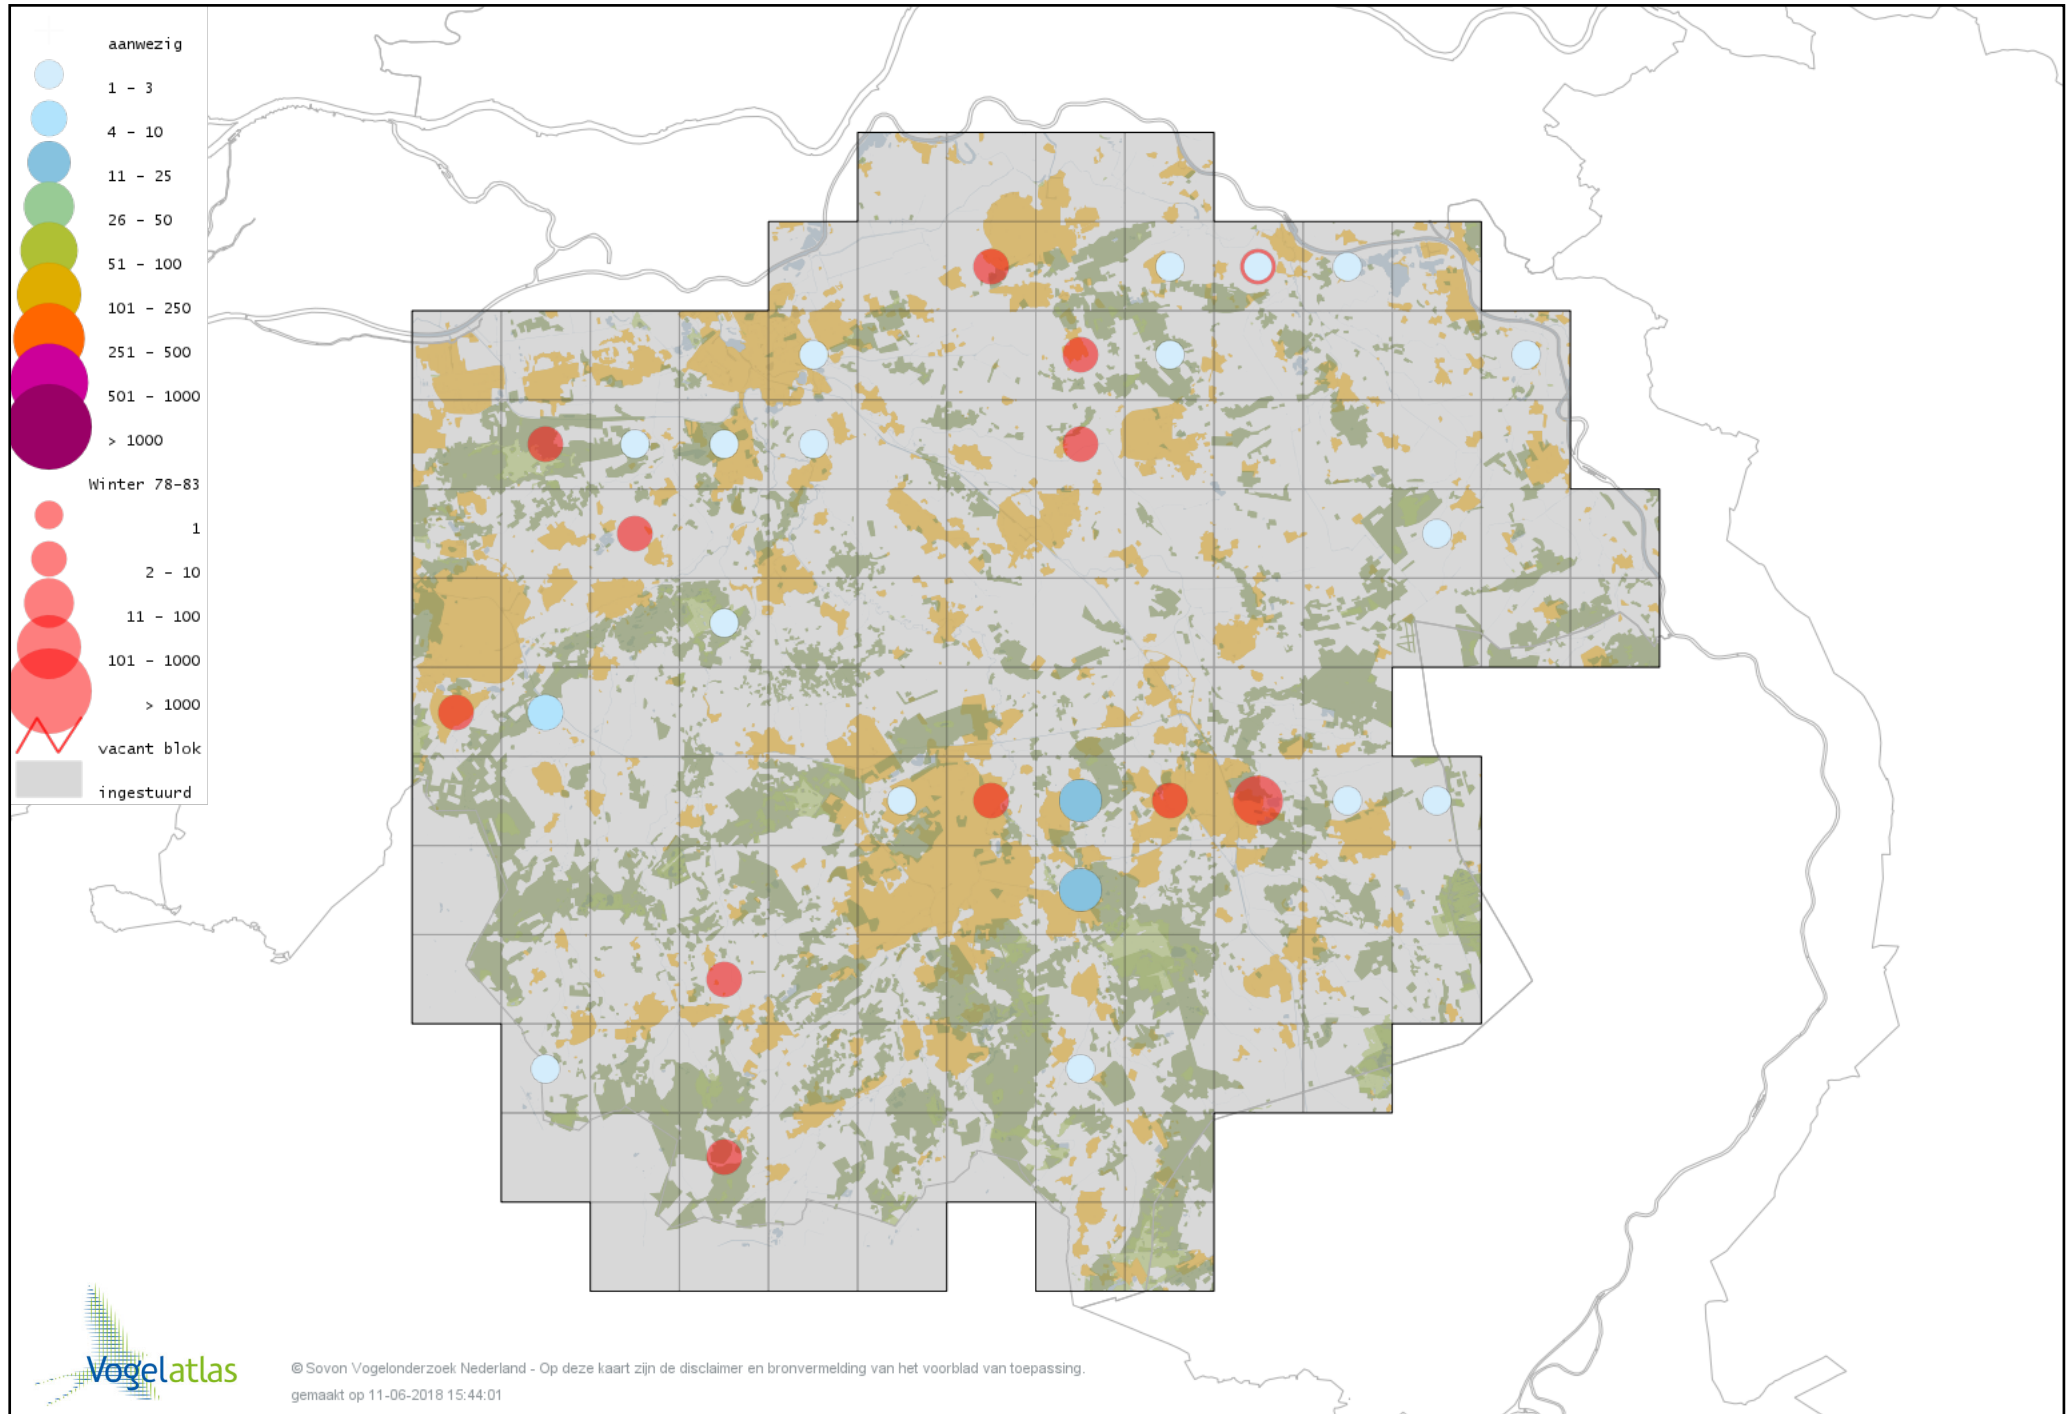 aanwezig
1 - 3
4 - 10
11 - 25
26 - 50
51 - 100
101 - 250
251 - 500
501 - 1000
> 1000
Winter 78-83
1
2 - 10
11 - 100
101 - 1000
> 1000
vacant blok
ingestuurd
Vogelatlas
© Sovon Vogelonderzoek Nederland - Op deze kaart zijn de disclaimer en bronvermelding van het voorblad van toepassing.
gemaakt op 11-06-2018 15:44:01